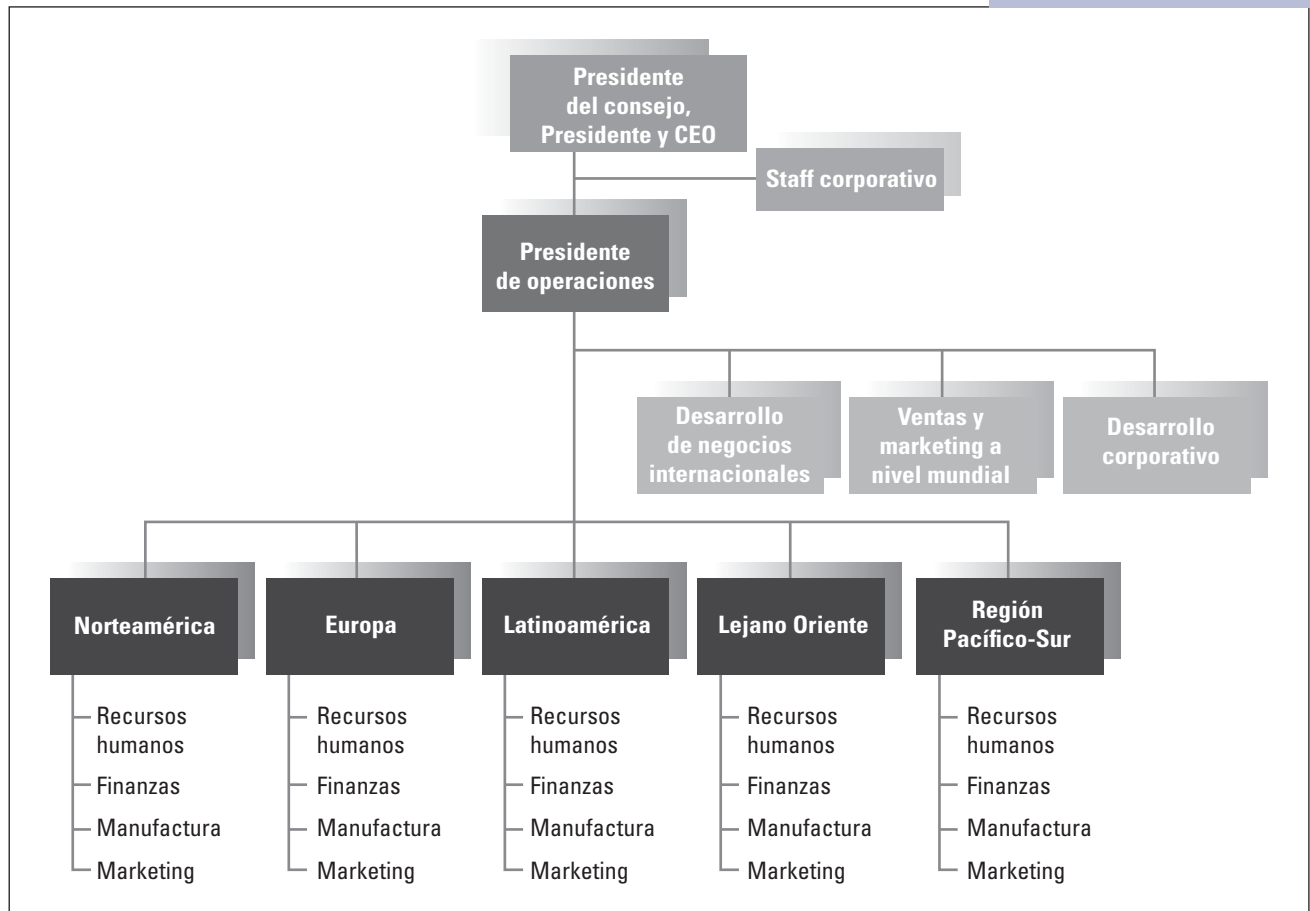 Presidente
del consejo,
Presidente y CEO
Staff corporativo
Presidente
de operaciones
Desarrollo
de negocios
internacionales
Ventas y
marketing a
nivel mundial
Desarrollo
corporativo
Norteamérica
Europa
Latinoamérica
Lejano Oriente
Región
Pacífico-Sur
Recursos
humanos
Finanzas
Manufactura
Marketing
Recursos
humanos
Finanzas
Manufactura
Marketing
Recursos
humanos
Finanzas
Manufactura
Marketing
Recursos
humanos
Finanzas
Manufactura
Marketing
Recursos
humanos
Finanzas
Manufactura
Marketing